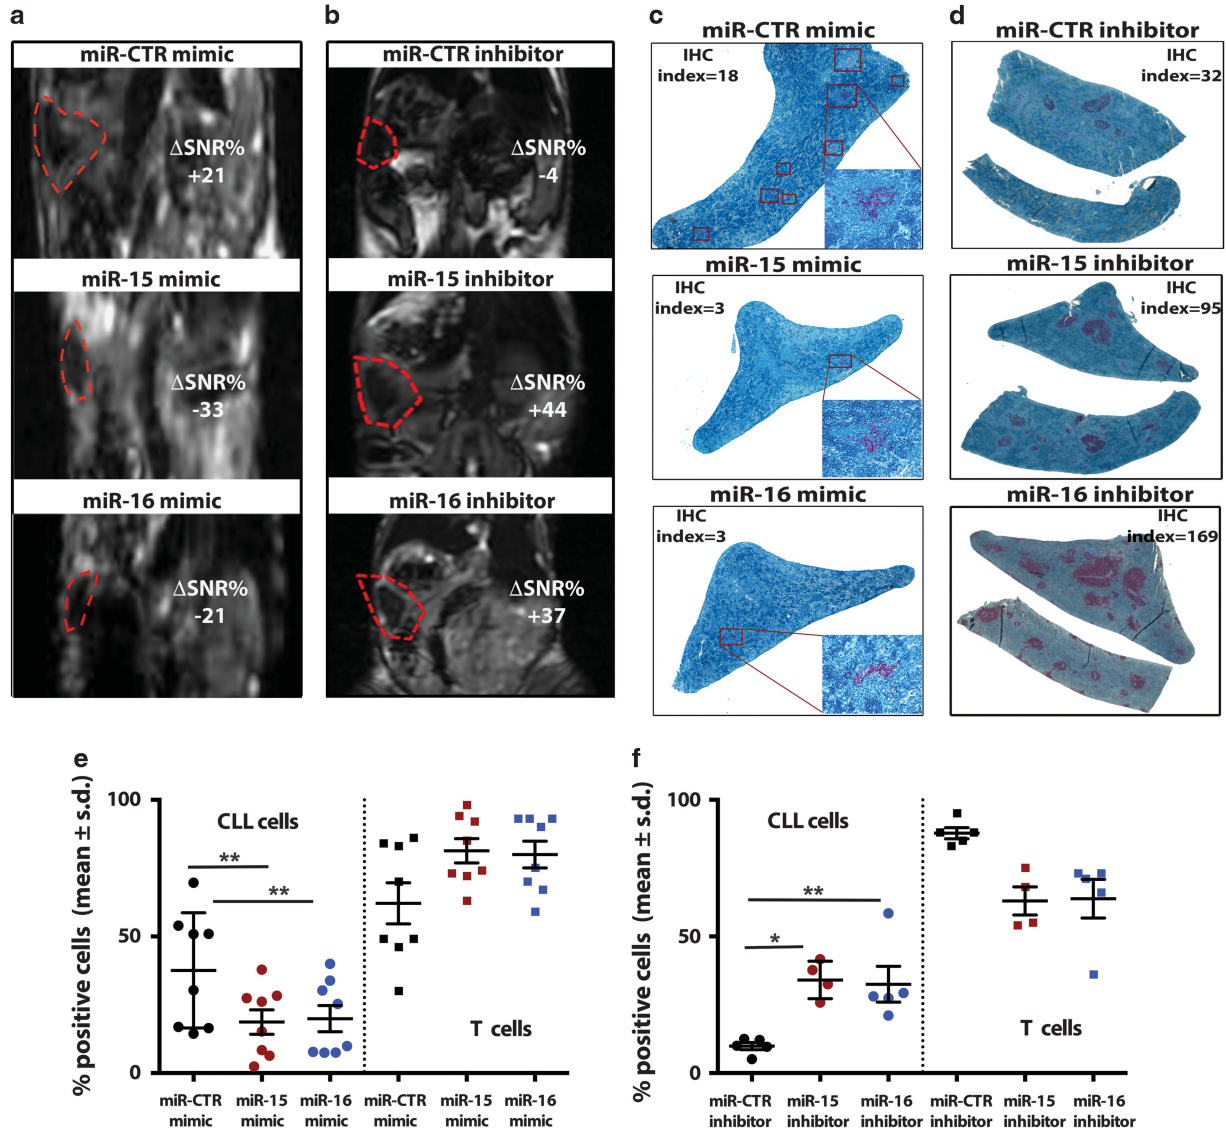 a
miR-CTR mimic
ΔSNR%
+21
miR-15 mimic
ΔSNR%
-33
miR-16 mimic
ΔSNR%
-21
b
miR-CTR inhibitor
ΔSNR%
-4
miR-15 inhibitor
ΔSNR%
+44
miR-16 inhibitor
ΔSNR%
+37
c
miR-CTR mimic
IHC
index=18
miR-15 mimic
IHC
index=3
miR-16 mimic
IHC
index=3
d
miR-CTR inhibitor
IHC
index=32
miR-15 inhibitor
IHC
index=95
miR-16 inhibitor
IHC
index=169
e
% positive cells (mean ± s.d.)
100
50
0
CLL cells
**
**
T cells
miR-CTR mimic
miR-15 mimic
miR-16 mimic
miR-CTR mimic
miR-15 mimic
miR-16 mimic
f
% positive cells (mean ± s.d.)
100
50
0
CLL cells
**
*
T cells
miR-CTR inhibitor
miR-15 inhibitor
miR-16 inhibitor
miR-CTR inhibitor
miR-15 inhibitor
miR-16 inhibitor